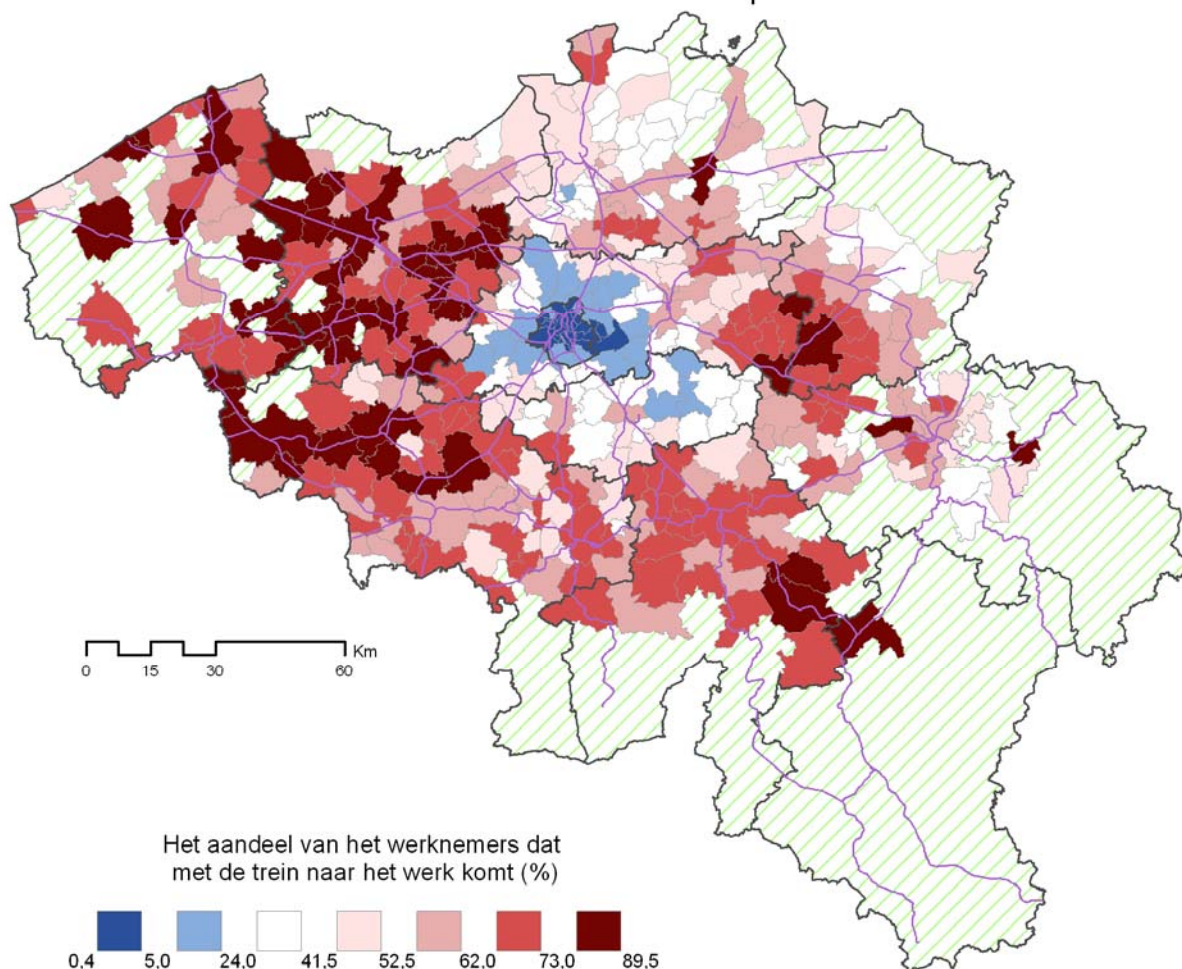 Km
0 15 30 60
Het aandeel van het werknemers dat
met de trein naar het werk komt (%)
0,4 5,0 24,0 41,5 52,5 62,0 73,0 89,5